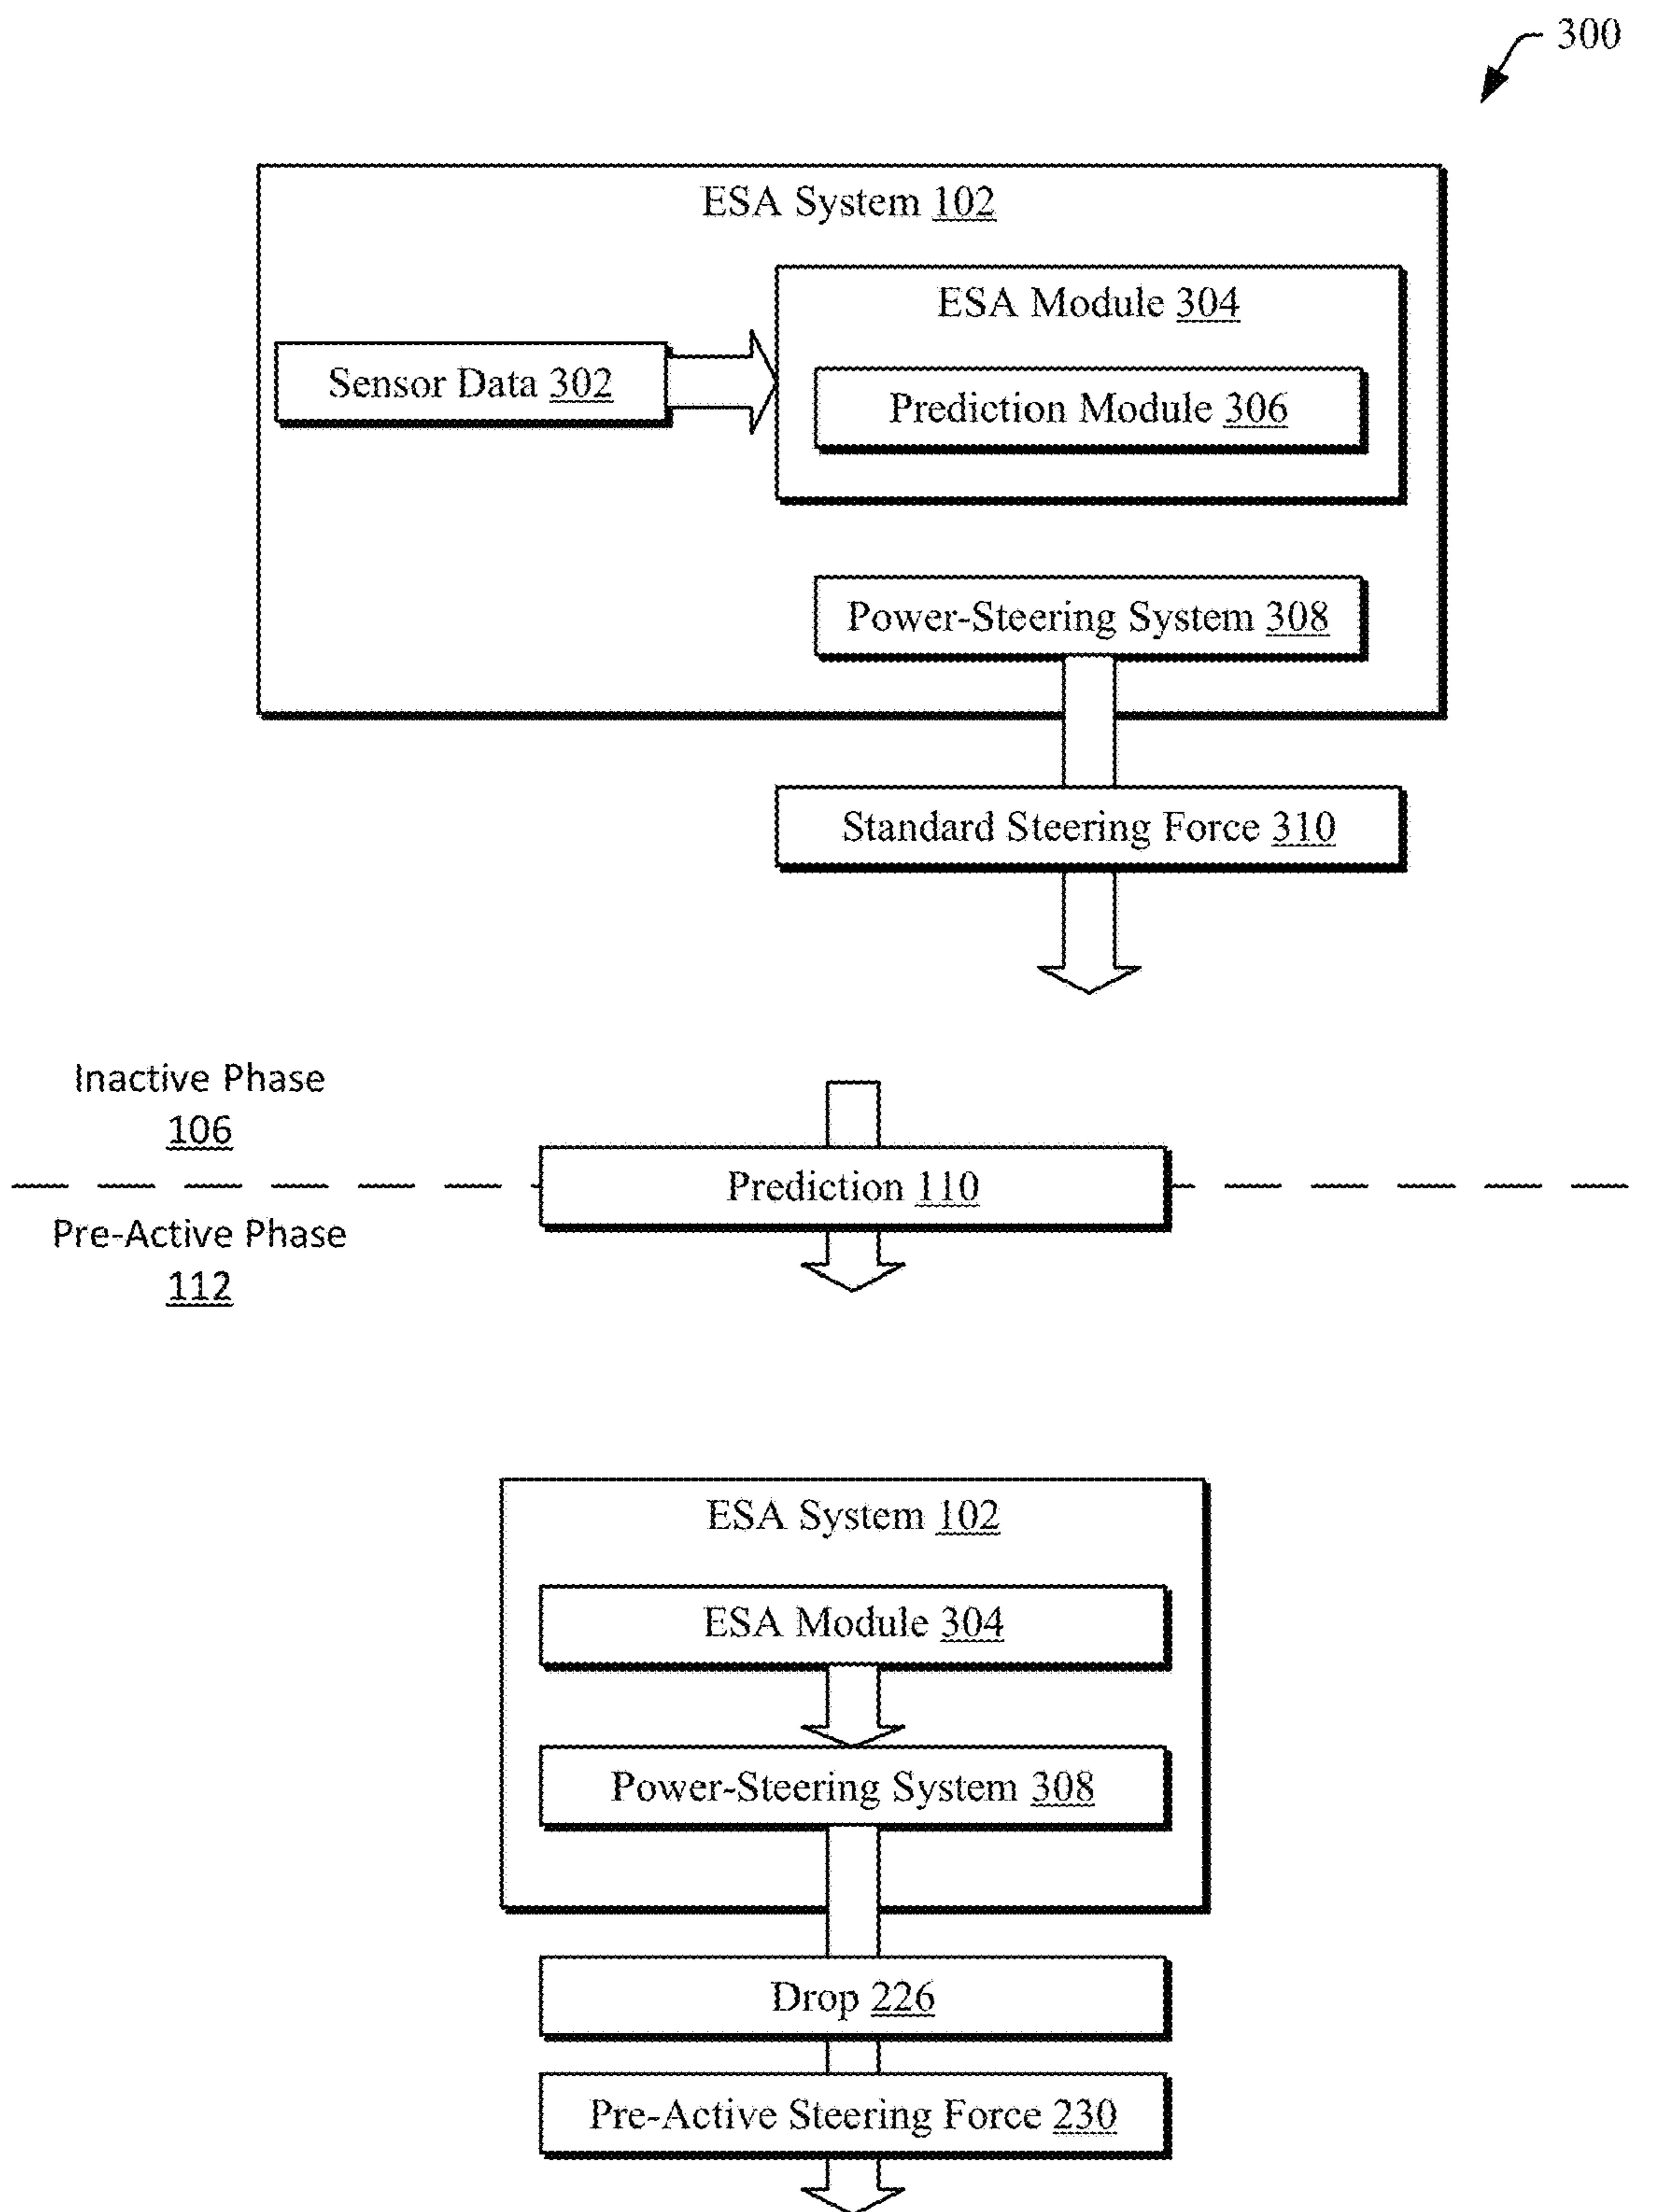 300
ESA System 102
ESA Module 304
Sensor Data 302
Prediction Module 306
Power-Steering System 308
Standard Steering Force 310
Inactive Phase
106
Prediction 110
Pre-Active Phase
112
ESA System 102
ESA Module 304
Power-Steering System 308
Drop 226
Pre-Active Steering Force 230